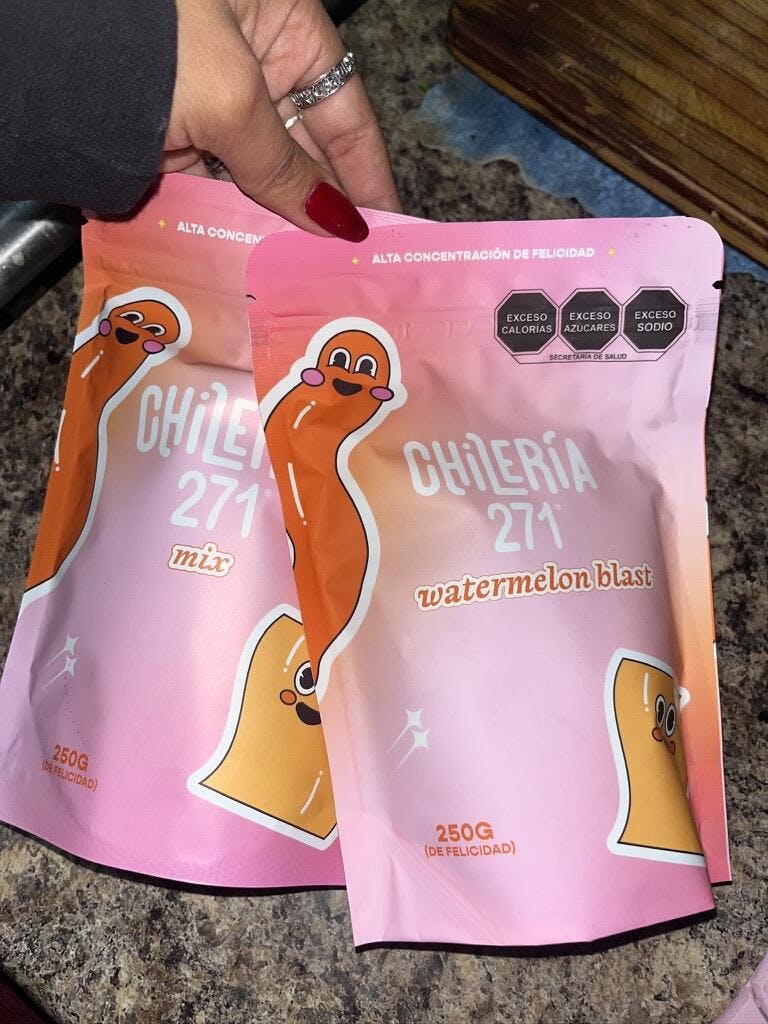 ALTA CONCEN
CHiLE
271
mix
250G
(DE FELICIDAD)
ALTA CONCENTRACIÓN DE FELICIDAD
EXCESO CALORÍAS
EXCESO AZÚCARES
EXCESO SODIO
SECRETARÍA DE SALUD
CHiLERÍA
271
watermelon blast
250G
(DE FELICIDAD)